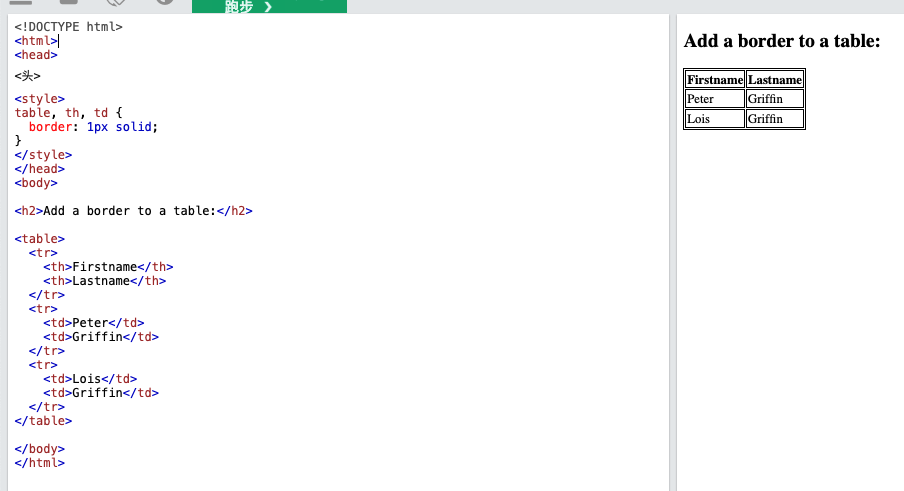 跑步 ❯
<!DOCTYPE html>
<html>
<head>
<头>
<style>
table, th, td {
  border: 1px solid;
}
</style>
</head>
<body>
<h2>Add a border to a table:</h2>
<table>
  <tr>
    <th>Firstname</th>
    <th>Lastname</th>
  </tr>
  <tr>
    <td>Peter</td>
    <td>Griffin</td>
  </tr>
  <tr>
    <td>Lois</td>
    <td>Griffin</td>
  </tr>
</table>
</body>
</html>
Add a border to a table:
Firstname Lastname
Peter Griffin
Lois Griffin